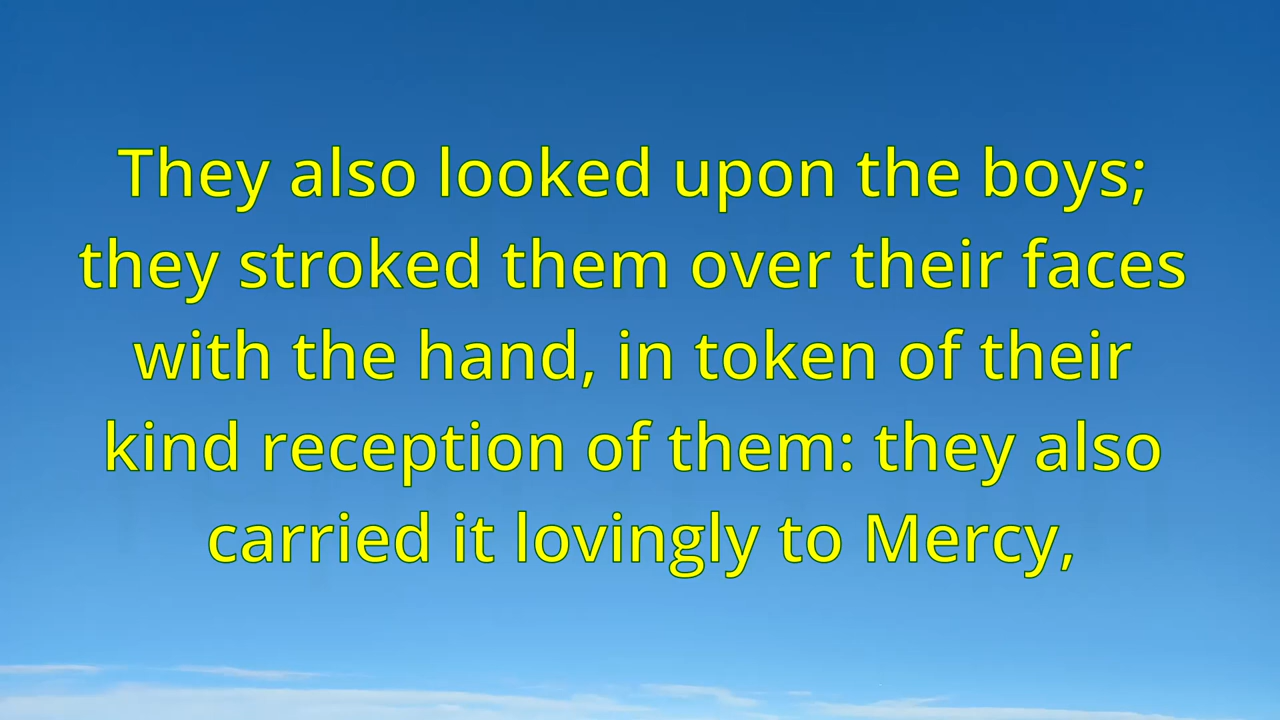 They also looked upon the boys;
they stroked them over their faces
with the hand, in token of their
kind reception of them: they also
carried it lovingly to Mercy,